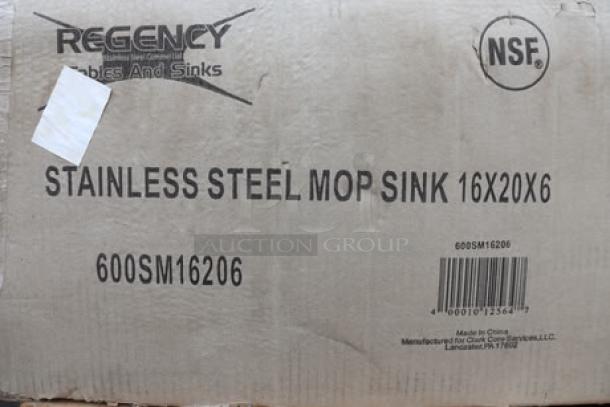 REGENCY
Tables And Sinks
NSF®
STAINLESS STEEL MOP SINK 16X20X6
AUCTION GROUP
600SM16206
600SM16206
4 00010 12564 7
Made in China
Manufactured for Clark Core Services,LLC.
Lancaster,PA 17602